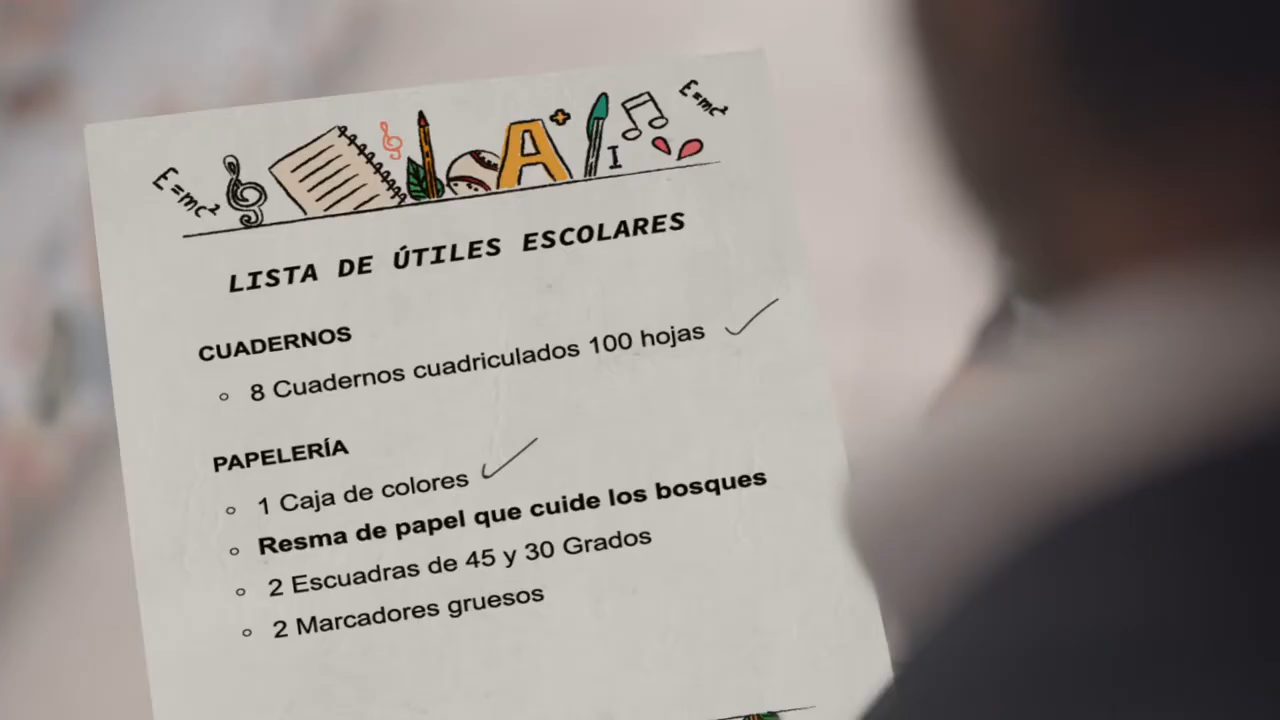 E=mc²
A
I
E=mc²
LISTA DE ÚTILES ESCOLARES
CUADERNOS
8 Cuadernos cuadriculados 100 hojas
PAPELERÍA
1 Caja de colores
Resma de papel que cuide los bosques
2 Escuadras de 45 y 30 Grados
2 Marcadores gruesos